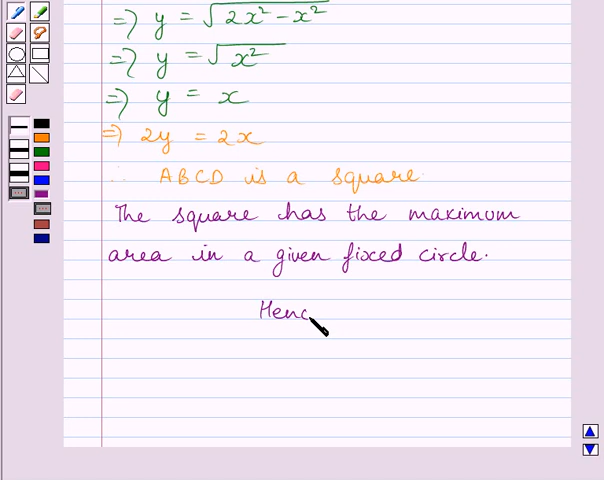 =) y = √(2x² - x²)
=) y = √(x²)
=) y = x
=) 2y = 2x
∴ ABCD is a square.
The square has the maximum
area in a given fixed circle.
Henc